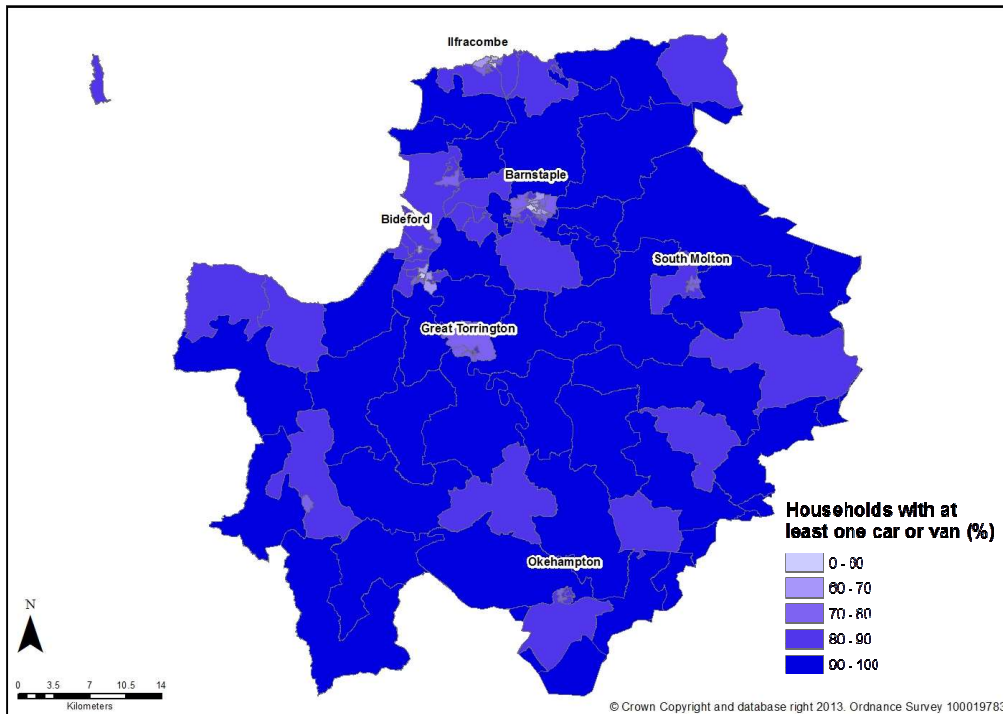 Ilfracombe
Barnstaple
Bideford
South Molton
Great Torrington
Okehampton
Households with at
least one car or van (%)
0 - 60
60 - 70
70 - 80
80 - 90
90 - 100
N
0 3.5 7 10.5 14
Kilometers
© Crown Copyright and database right 2013. Ordnance Survey 100019783